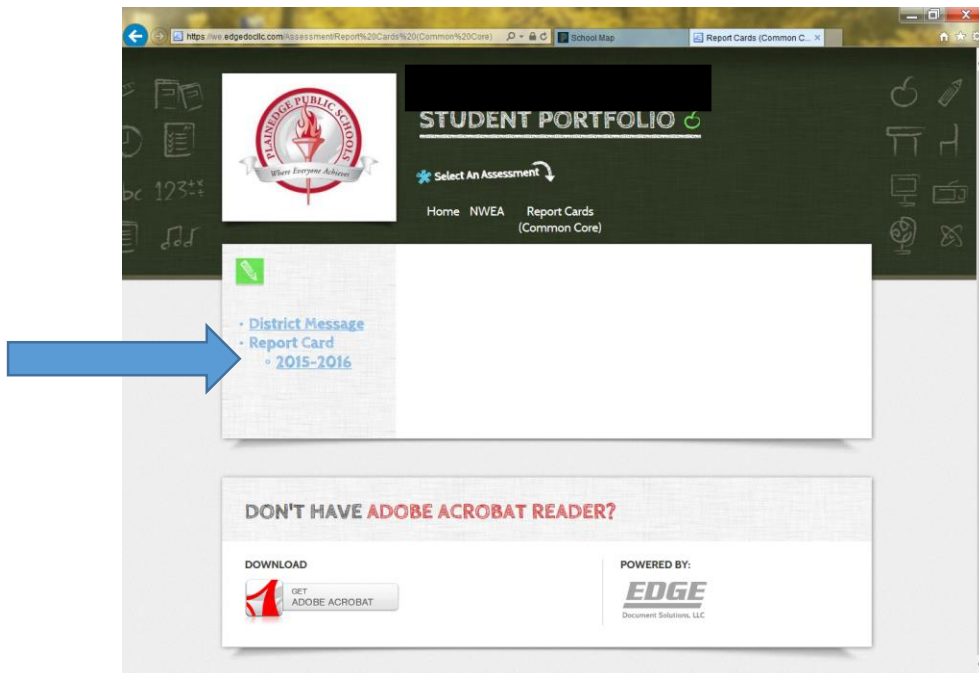 https://we.edgedocllc.com/Assessment/Report%20Cards%20(Common%20Core)
School Map
Report Cards (Common C...
PLAINEDGE PUBLIC SCHOOLS
Where Everyone Achieves
STUDENT PORTFOLIO
Select An Assessment
Home NWEA Report Cards
(Common Core)
abc 123
District Message
Report Card
2015-2016
DON'T HAVE ADOBE ACROBAT READER?
DOWNLOAD
GET
ADOBE ACROBAT
POWERED BY:
EDGE
Document Solutions, LLC